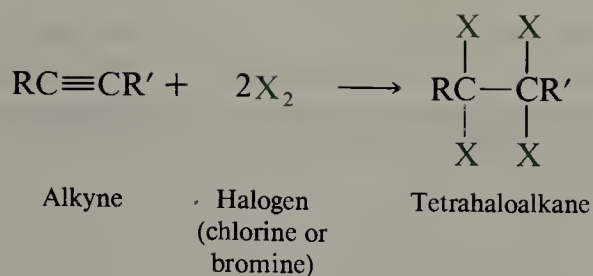 X X
RC≡CR′ + 2X₂ ⟶ RC—CR′
X X
Alkyne Halogen Tetrahaloalkane
(chlorine or
bromine)